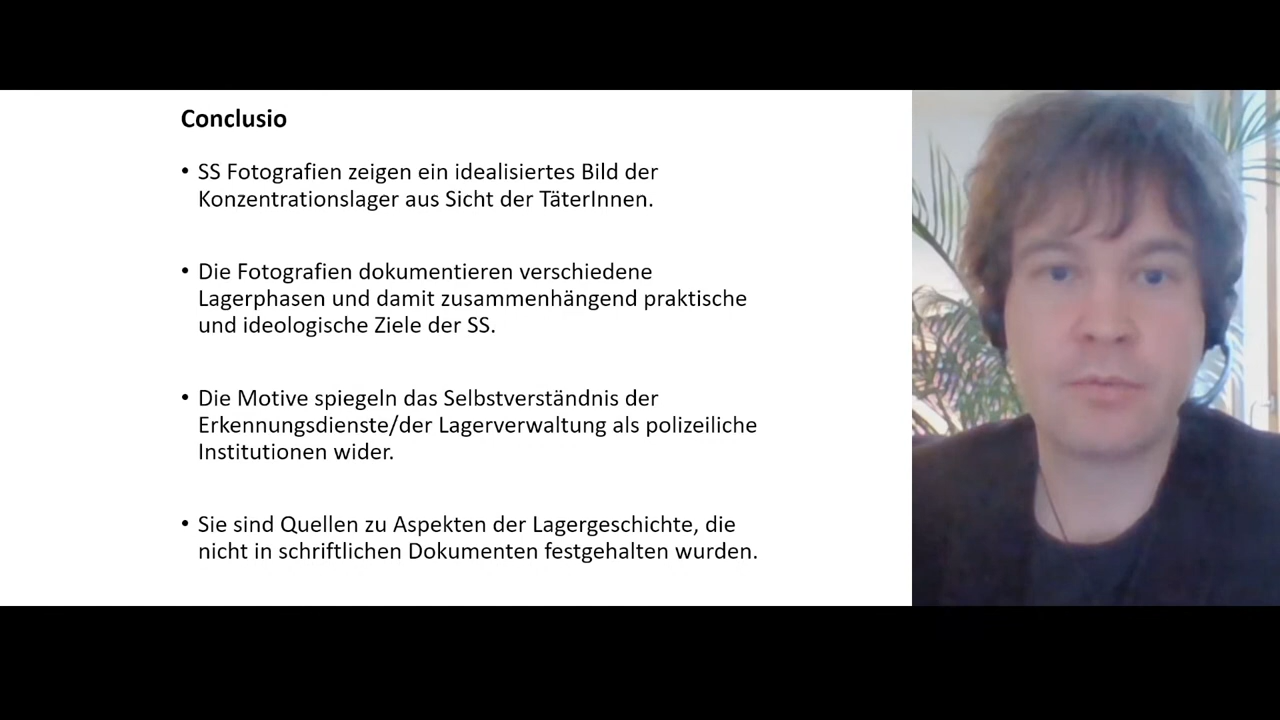 Conclusio
• SS Fotografien zeigen ein idealisiertes Bild der
Konzentrationslager aus Sicht der TäterInnen.
• Die Fotografien dokumentieren verschiedene
Lagerphasen und damit zusammenhängend praktische
und ideologische Ziele der SS.
• Die Motive spiegeln das Selbstverständnis der
Erkennungsdienste/der Lagerverwaltung als polizeiliche
Institutionen wider.
• Sie sind Quellen zu Aspekten der Lagergeschichte, die
nicht in schriftlichen Dokumenten festgehalten wurden.